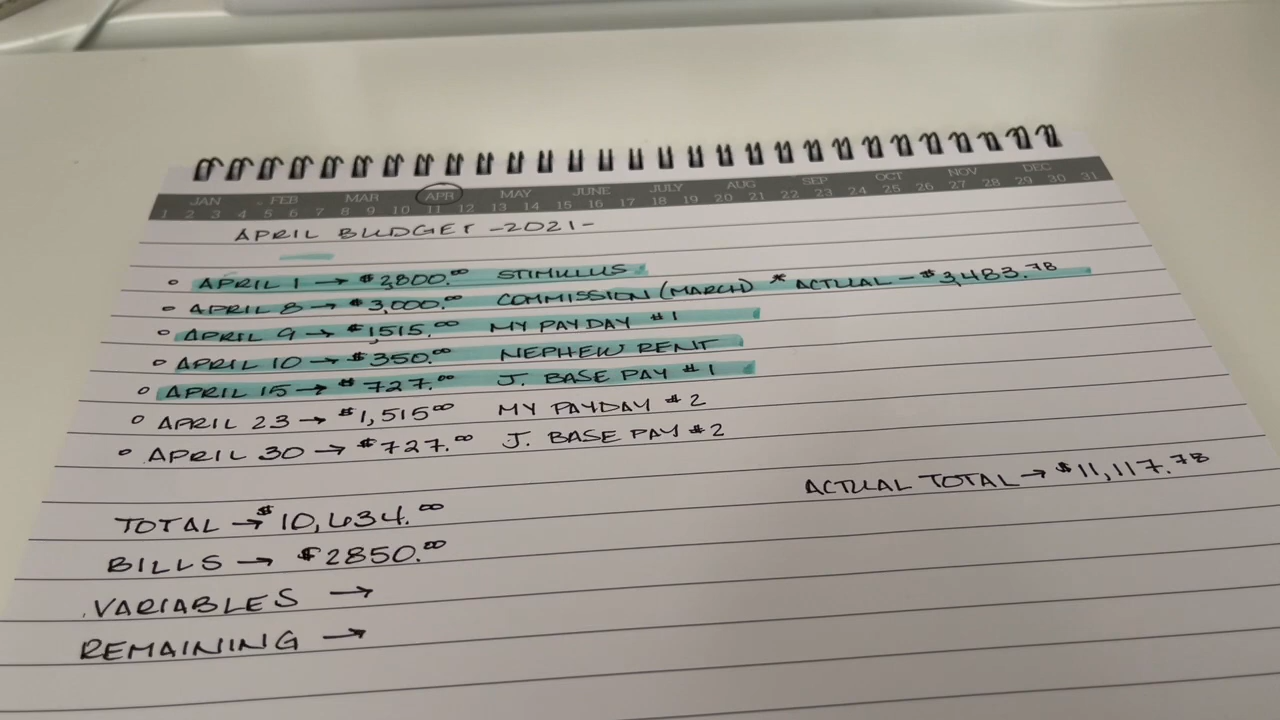 JAN FEB MAR APR MAY JUNE JULY AUG SEP OCT NOV DEC
1 2 3 4 5 6 7 8 9 10 11 12 13 14 15 16 17 18 19 20 21 22 23 24 25 26 27 28 29 30 31
APRIL BUDGET -2021-
APRIL 1 → $2,800.00 STIMULUS
APRIL 8 → $3,000.00 COMMISSION (MARCH) * ACTUAL - $3,483.78
APRIL 9 → $1,515.00 MY PAYDAY #1
APRIL 10 → $350.00 NEPHEW RENT
APRIL 15 → $727.00 J. BASE PAY #1
APRIL 23 → $1,515.00 MY PAYDAY #2
APRIL 30 → $727.00 J. BASE PAY #2
ACTUAL TOTAL → $11,117.78
TOTAL → $10,634.00
BILLS → $2850.00
VARIABLES →
REMAINING →